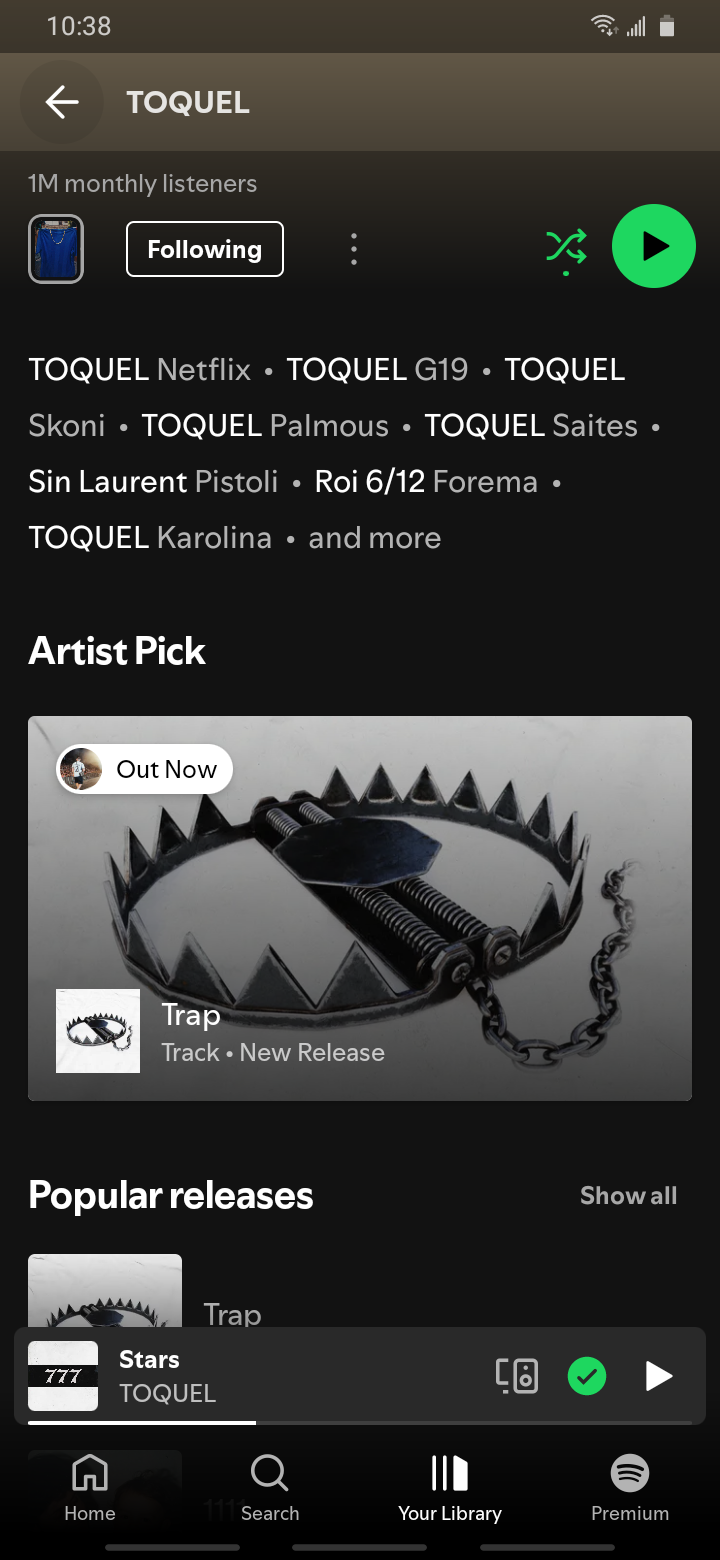 10:38
TOQUEL
1M monthly listeners
Following
TOQUEL Netflix • TOQUEL G19 • TOQUEL
Skoni • TOQUEL Palmous • TOQUEL Saites •
Sin Laurent Pistoli • Roi 6/12 Forema •
TOQUEL Karolina • and more
Artist Pick
Out Now
Trap
Track • New Release
Popular releases
Show all
Trap
777
Stars
TOQUEL
1111
Home
Search
Your Library
Premium